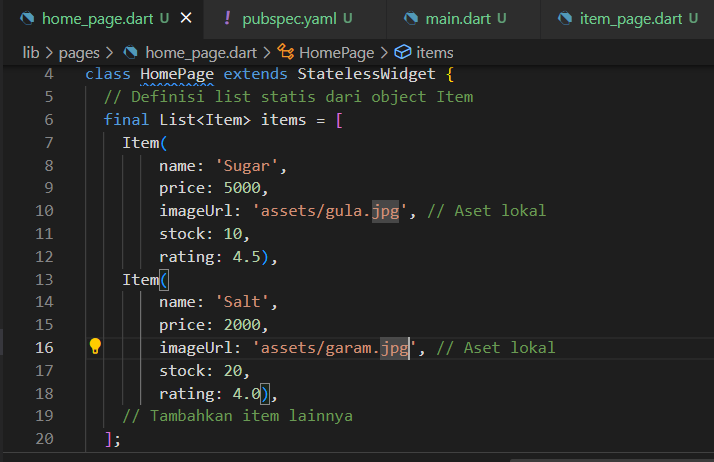 home_page.dart U × ! pubspec.yaml U main.dart U item_page.dart U
lib > pages > home_page.dart > HomePage > items
4 class HomePage extends StatelessWidget {
5 // Definisi list statis dari object Item
6 final List<Item> items = [
7 Item(
8 name: 'Sugar',
9 price: 5000,
10 imageUrl: 'assets/gula.jpg', // Aset lokal
11 stock: 10,
12 rating: 4.5),
13 Item(
14 name: 'Salt',
15 price: 2000,
16 imageUrl: 'assets/garam.jpg', // Aset lokal
17 stock: 20,
18 rating: 4.0),
19 // Tambahkan item lainnya
20 ];